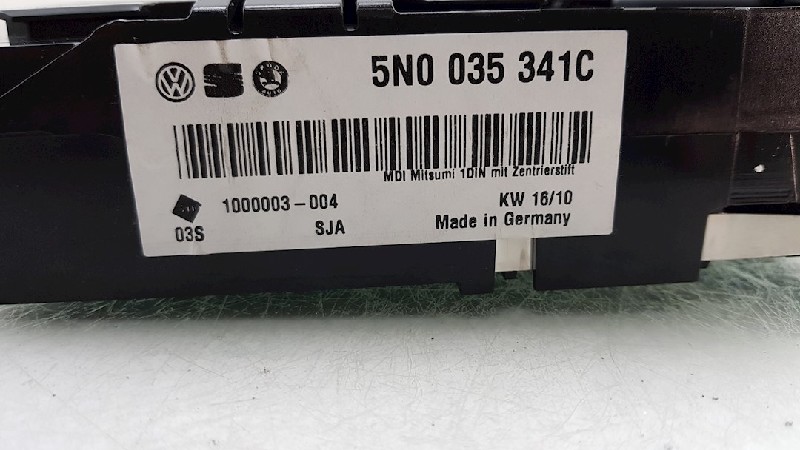 5N0 035 341C
MDI Mitsumi 1DIN mit Zentrierstift
1000003-004 KW 16/10
03S SJA Made in Germany